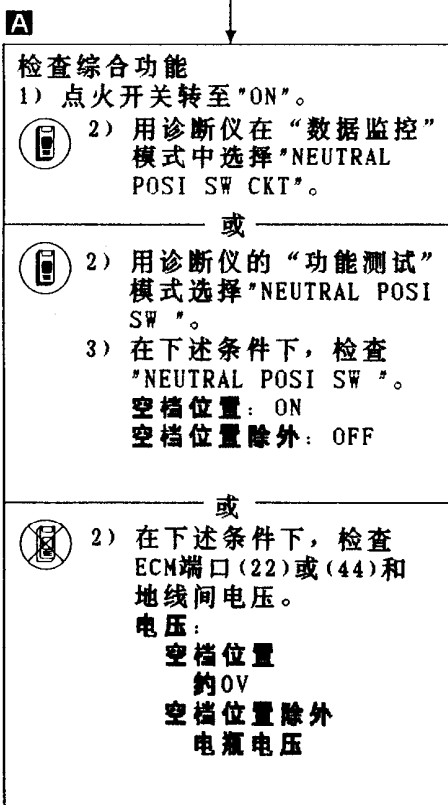 A
检查综合功能
1) 点火开关转至"ON"。
2) 用诊断仪在“数据监控”
模式中选择"NEUTRAL
POSI SW CKT"。
或
2) 用诊断仪的“功能测试”
模式选择"NEUTRAL POSI
SW "。
3) 在下述条件下，检查
"NEUTRAL POSI SW "。
空档位置: ON
空档位置除外: OFF
或
2) 在下述条件下，检查
ECM端口(22)或(44)和
地线间电压。
电压:
空档位置
约0V
空档位置除外
电瓶电压